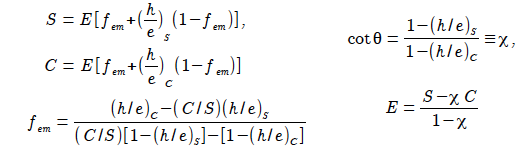 S = E[f_em+(h/e)_S (1−f_em)],
C = E[f_em+(h/e)_C (1−f_em)]
f_em = ((h/e)_C−(C/S)(h/e)_S) / ((C/S)[1−(h/e)_S]−[1−(h/e)_C])
cot θ = (1−(h/e)_S) / (1−(h/e)_C) ≡ χ,
E = (S−χ C) / (1−χ)